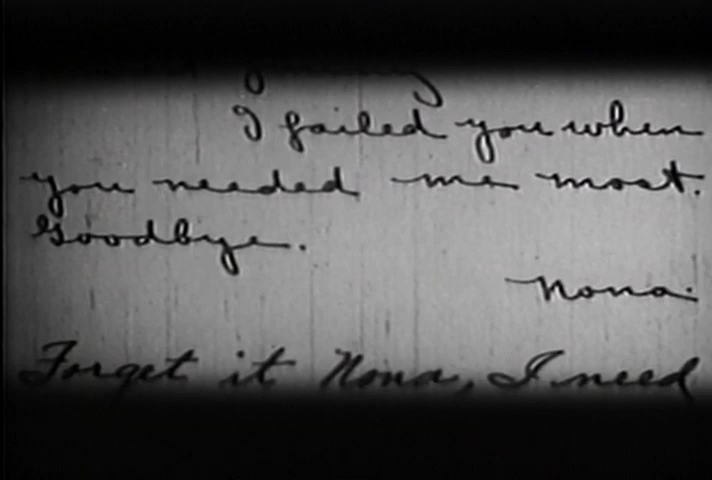 I failed you when
you needed me most.
Goodbye.
Nona.
Forget it Nona, I need